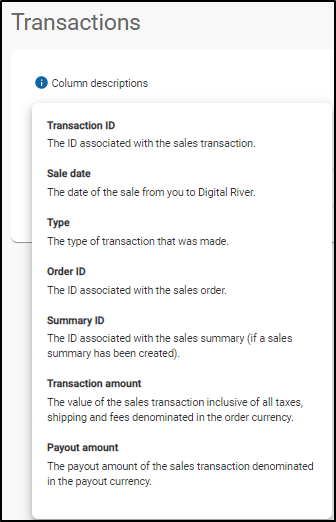 Transactions
Column descriptions
Transaction ID
The ID associated with the sales transaction.
Sale date
The date of the sale from you to Digital River.
Type
The type of transaction that was made.
Order ID
The ID associated with the sales order.
Summary ID
The ID associated with the sales summary (if a sales
summary has been created).
Transaction amount
The value of the sales transaction inclusive of all taxes,
shipping and fees denominated in the order currency.
Payout amount
The payout amount of the sales transaction denominated
in the payout currency.